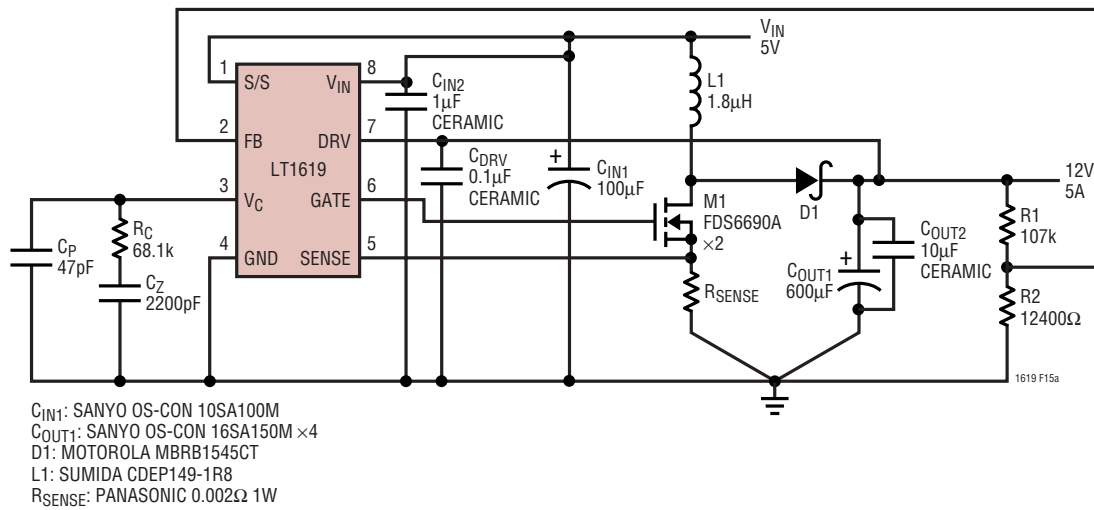 V_IN
5V
1
S/S
V_IN
8
C_IN2
1µF
CERAMIC
L1
1.8µH
2
FB
DRV
7
LT1619
C_DRV
0.1µF
CERAMIC
+
C_IN1
100µF
12V
5A
3
V_C
GATE
6
D1
M1
FDS6690A
×2
R1
107k
C_P
47pF
R_C
68.1k
4
GND
SENSE
5
C_OUT2
10µF
CERAMIC
+
C_OUT1
600µF
C_Z
2200pF
R_SENSE
R2
12400Ω
1619 F15a
C_IN1: SANYO OS-CON 10SA100M
C_OUT1: SANYO OS-CON 16SA150M ×4
D1: MOTOROLA MBRB1545CT
L1: SUMIDA CDEP149-1R8
R_SENSE: PANASONIC 0.002Ω 1W